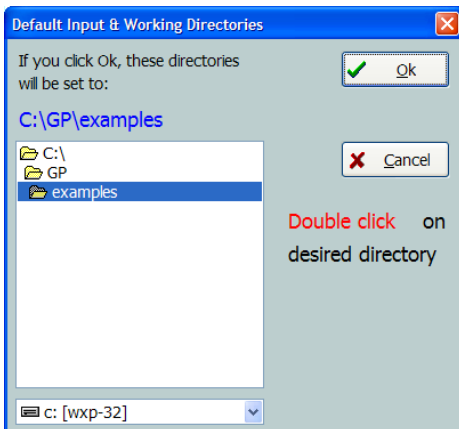 Default Input & Working Directories
If you click Ok, these directories
will be set to:
Ok
C:\GP\examples
C:\
GP
examples
Cancel
Double click on
desired directory
c: [wxp-32]